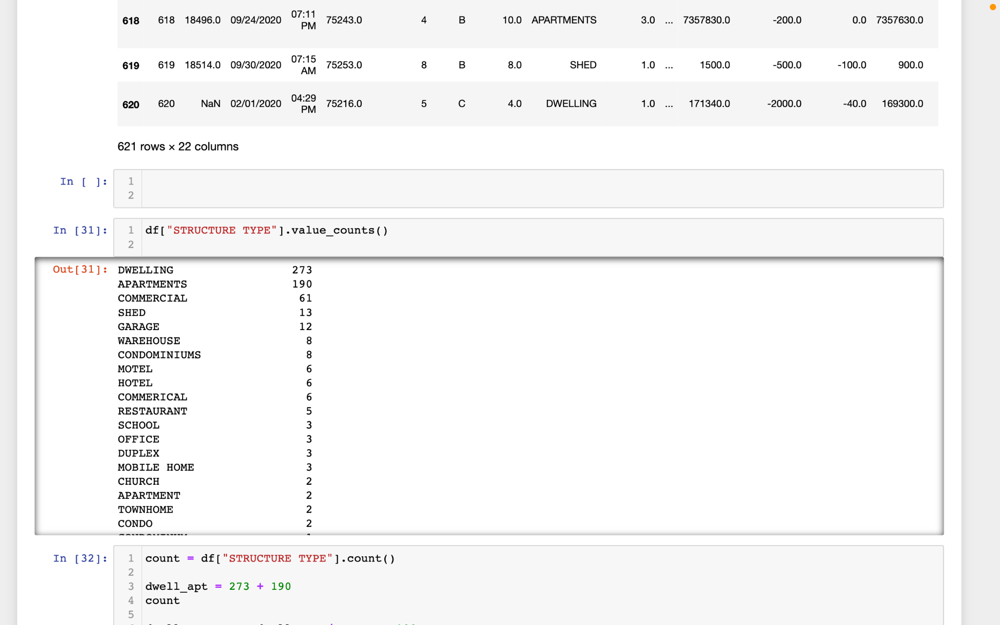 618 618 18496.0 09/24/2020 07:11 PM 75243.0 4 B 10.0 APARTMENTS 3.0 ... 7357830.0 -200.0 0.0 7357630.0
619 619 18514.0 09/30/2020 07:15 AM 75253.0 8 B 8.0 SHED 1.0 ... 1500.0 -500.0 -100.0 900.0
620 620 NaN 02/01/2020 04:29 PM 75216.0 5 C 4.0 DWELLING 1.0 ... 171340.0 -2000.0 -40.0 169300.0
621 rows × 22 columns
In [ ]: 1
2
In [31]: 1 df["STRUCTURE TYPE"].value_counts()
2
Out[31]: DWELLING 273
APARTMENTS 190
COMMERCIAL 61
SHED 13
GARAGE 12
WAREHOUSE 8
CONDOMINIUMS 8
MOTEL 6
HOTEL 6
COMMERICAL 6
RESTAURANT 5
SCHOOL 3
OFFICE 3
DUPLEX 3
MOBILE HOME 3
CHURCH 2
APARTMENT 2
TOWNHOME 2
CONDO 2
In [32]: 1 count = df["STRUCTURE TYPE"].count()
2
3 dwell_apt = 273 + 190
4 count
5